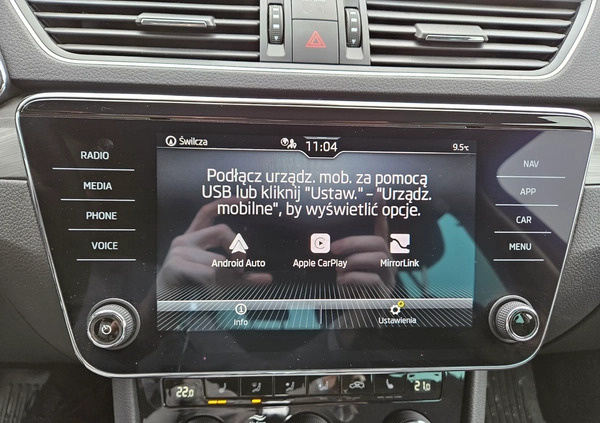 Świlcza
11:04
9.5°C
RADIO
MEDIA
PHONE
VOICE
NAV
APP
CAR
MENU
Podłącz urządz. mob. za pomocą
USB lub kliknij "Ustaw." – "Urządz.
mobilne", by wyświetlić opcje.
Android Auto
Apple CarPlay
MirrorLink
Info
Ustawienia
22.0
21.0